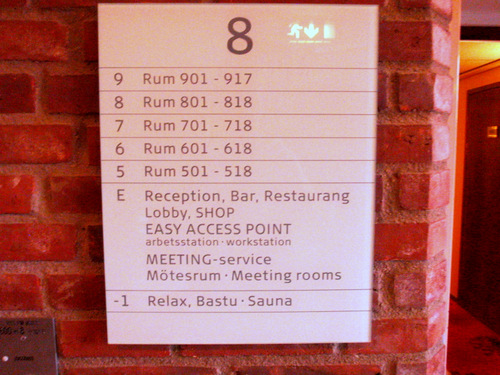 8
9 Rum 901 - 917
8 Rum 801 - 818
7 Rum 701 - 718
6 Rum 601 - 618
5 Rum 501 - 518
E Reception, Bar, Restaurang
Lobby, SHOP
EASY ACCESS POINT
arbetsstation · workstation
MEETING-service
Mötesrum · Meeting rooms
-1 Relax, Bastu · Sauna